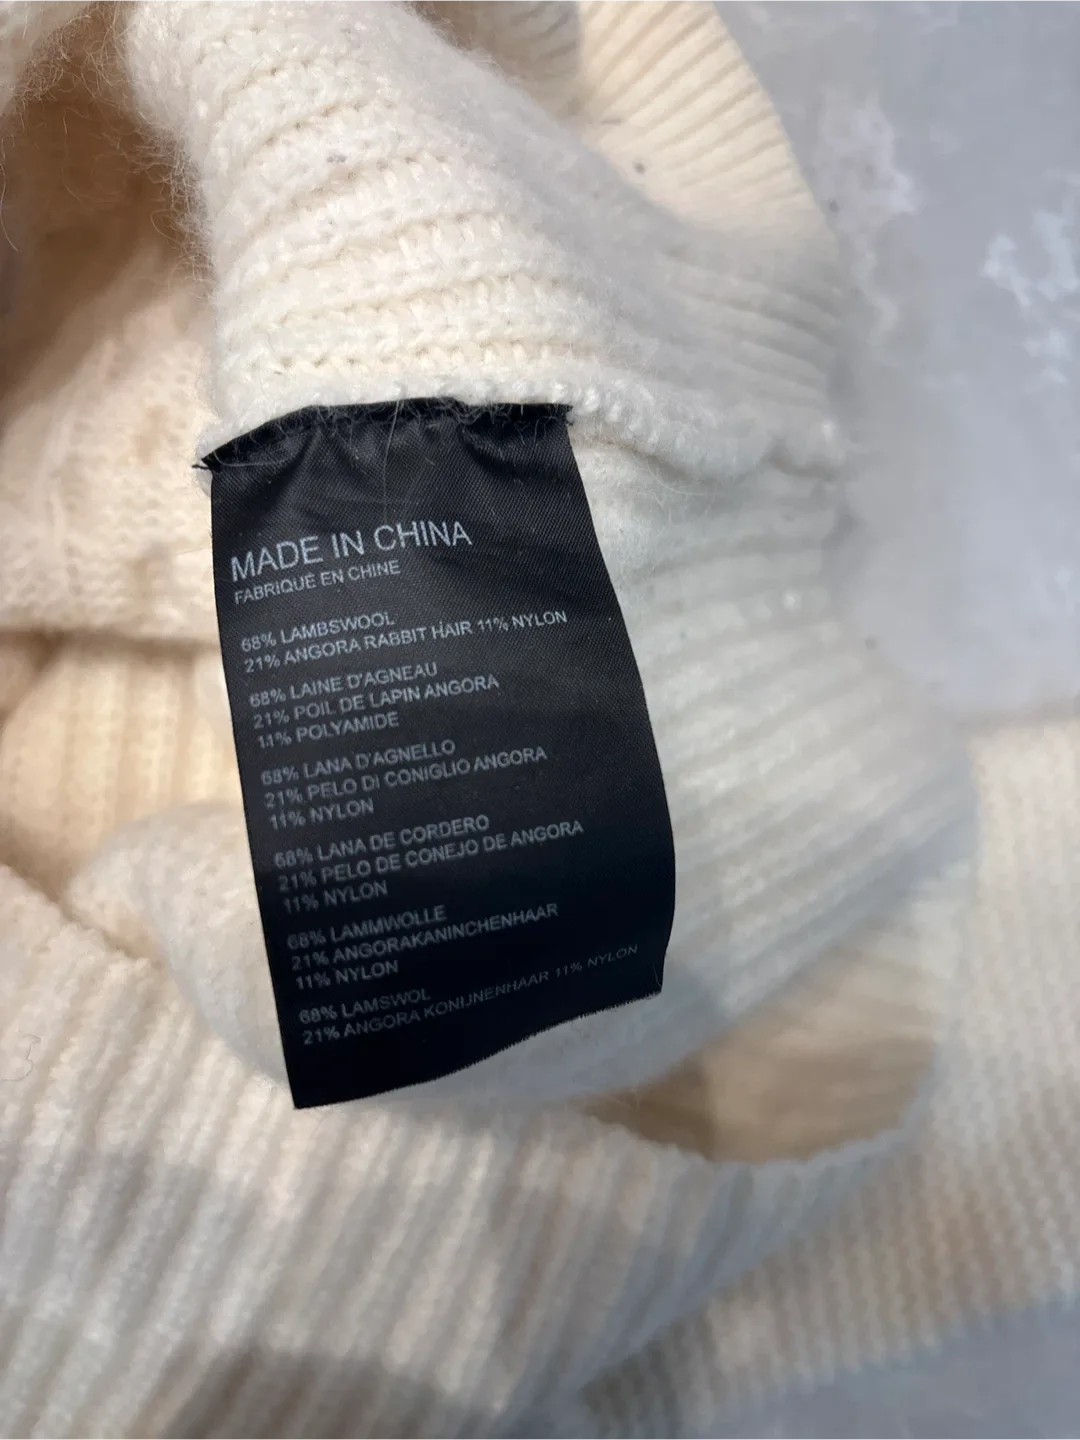 MADE IN CHINA
FABRIQUÉ EN CHINE
68% LAMBSWOOL
21% ANGORA RABBIT HAIR 11% NYLON
68% LAINE D'AGNEAU
21% POIL DE LAPIN ANGORA
11% POLYAMIDE
68% LANA D'AGNELLO
21% PELO DI CONIGLIO ANGORA
11% NYLON
68% LANA DE CORDERO
21% PELO DE CONEJO DE ANGORA
11% NYLON
68% LAMMWOLLE
21% ANGORAKANINCHENHAAR
11% NYLON
68% LAMSWOL
21% ANGORA KONIJNENHAAR 11% NYLON